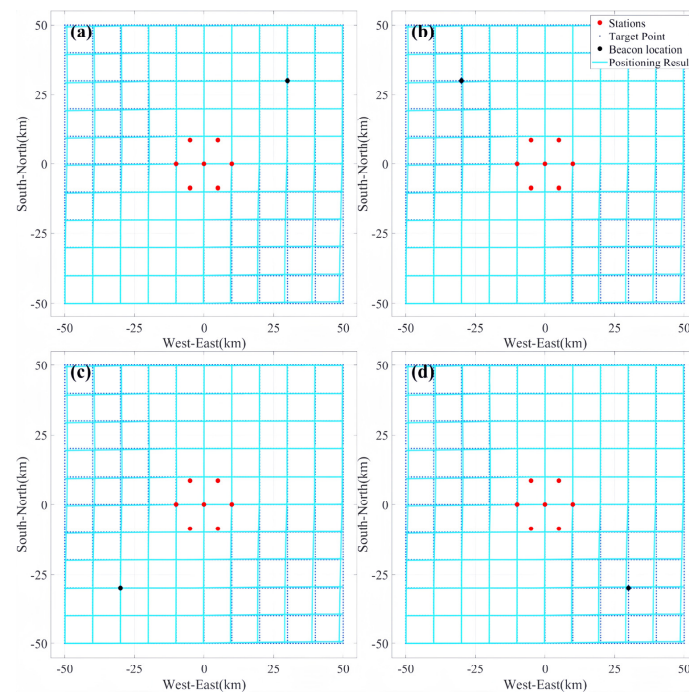 (a)
50
25
0
-25
-50
South-North(km)
-50
-25
0
25
50
West-East(km)
(b)
Stations
Target Point
Beacon location
Positioning Result
50
25
0
-25
-50
South-North(km)
-50
-25
0
25
50
West-East(km)
(c)
50
25
0
-25
-50
South-North(km)
-50
-25
0
25
50
West-East(km)
(d)
50
25
0
-25
-50
South-North(km)
-50
-25
0
25
50
West-East(km)